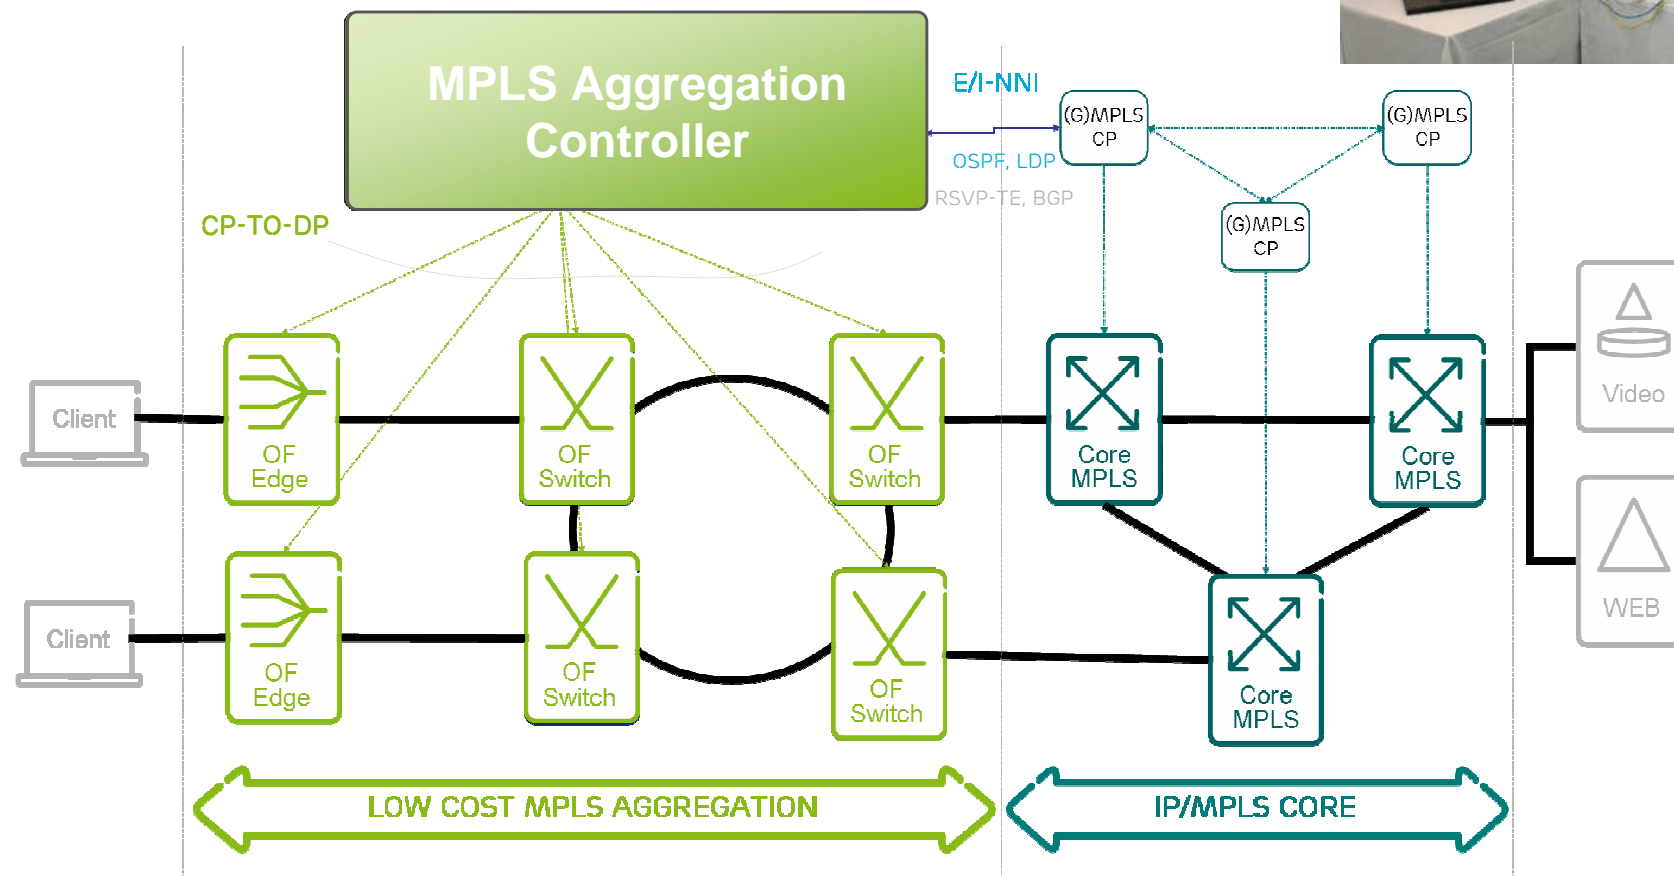 MPLS Aggregation
Controller
E/I-NNI
OSPF, LDP
RSVP-TE, BGP
(G)MPLS
CP
(G)MPLS
CP
(G)MPLS
CP
CP-TO-DP
Client
OF
Edge
OF
Switch
OF
Switch
Core
MPLS
Core
MPLS
Video
Client
OF
Edge
OF
Switch
OF
Switch
Core
MPLS
WEB
LOW COST MPLS AGGREGATION
IP/MPLS CORE